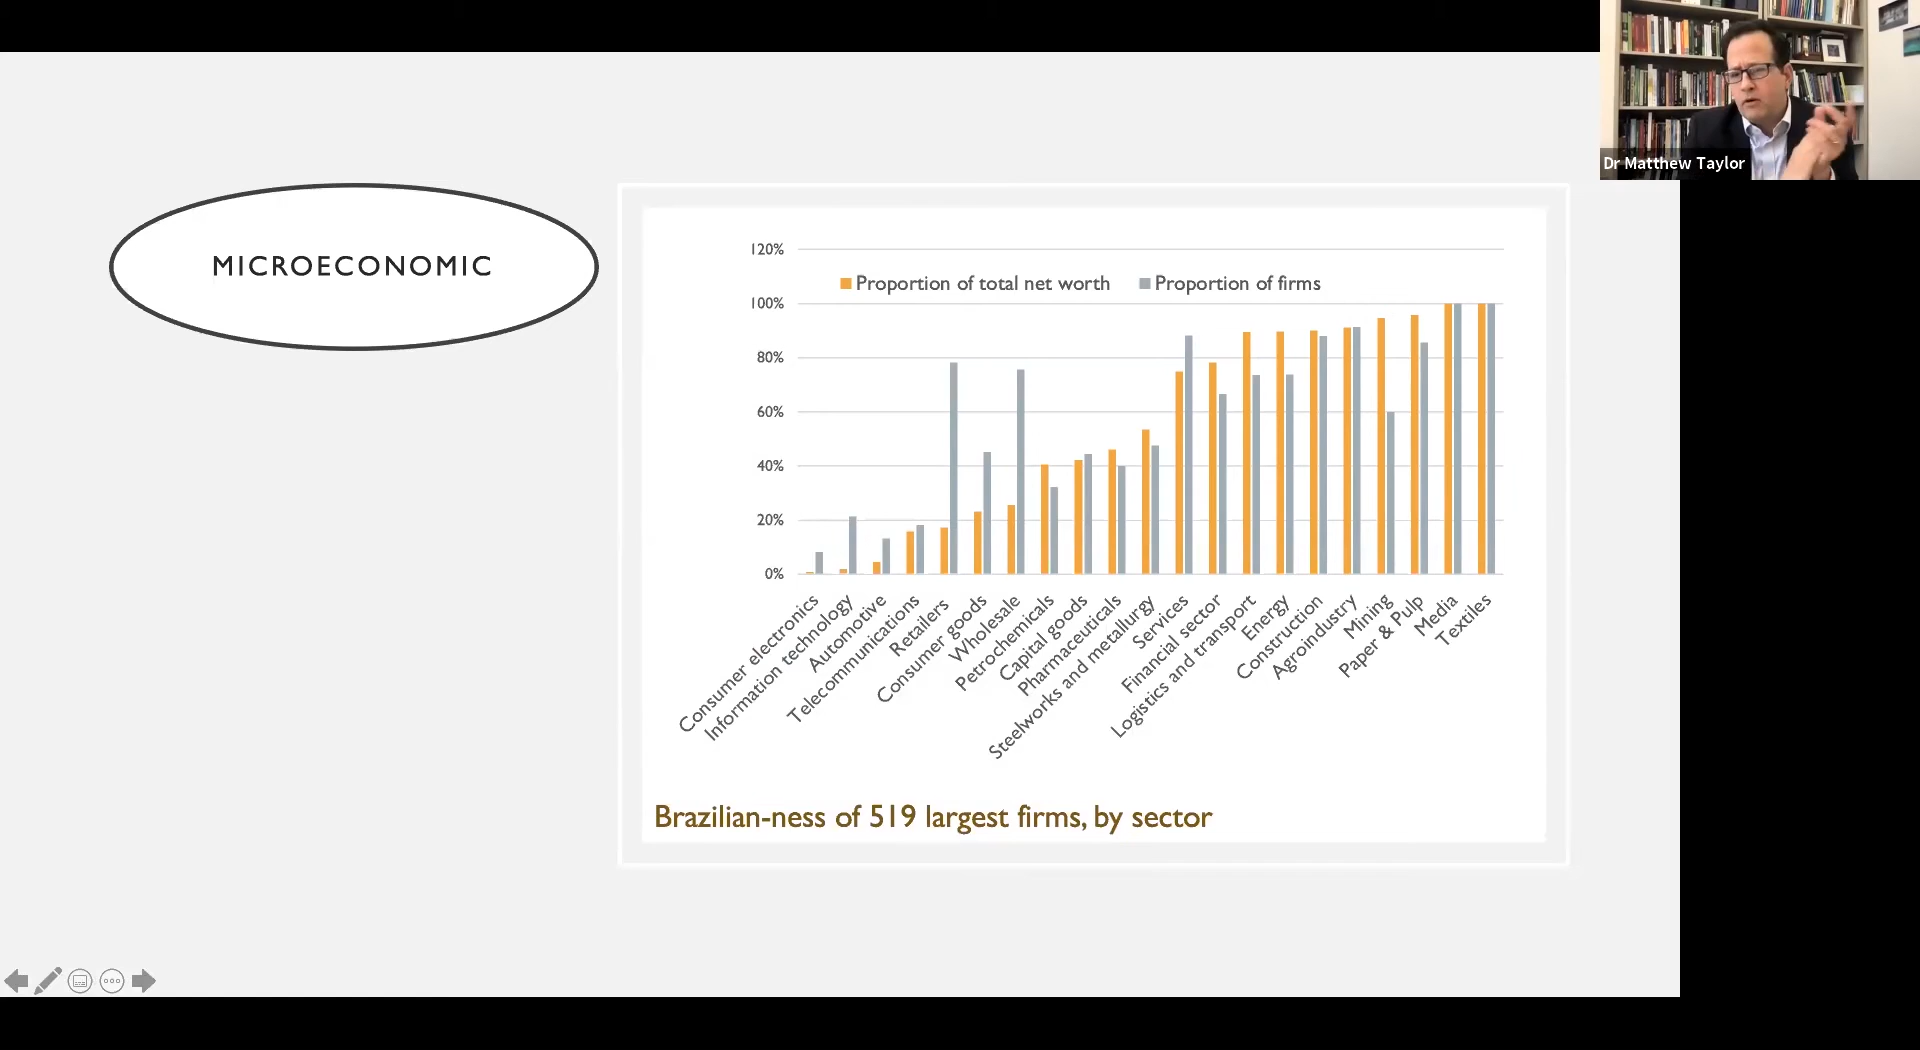 Dr Matthew Taylor
MICROECONOMIC
120%
100%
80%
60%
40%
20%
0%
Proportion of total net worth
Proportion of firms
Consumer electronics
Information technology
Automotive
Telecommunications
Retailers
Consumer goods
Wholesale
Petrochemicals
Capital goods
Pharmaceuticals
Steelworks and metallurgy
Services
Financial sector
Logistics and transport
Energy
Construction
Agroindustry
Mining
Paper & Pulp
Media
Textiles
Brazilian-ness of 519 largest firms, by sector